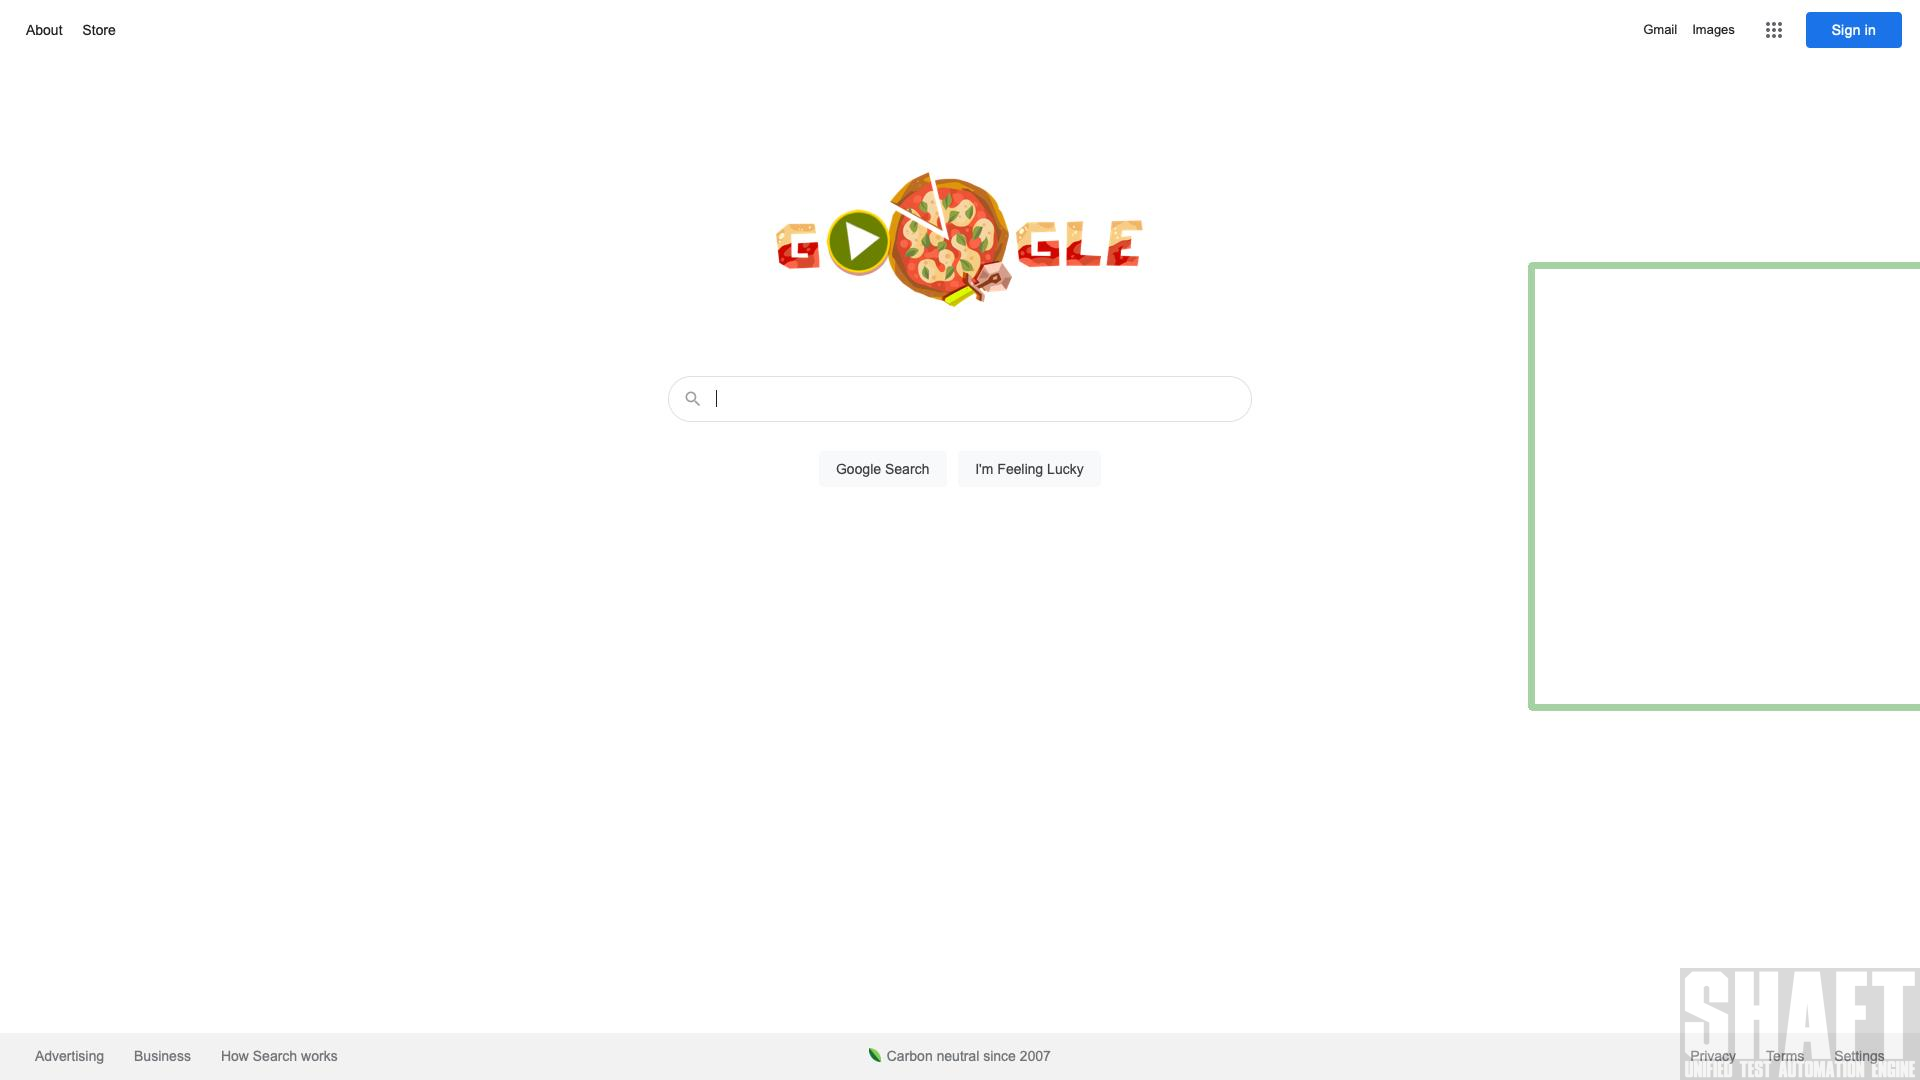 About Store
Gmail Images
Sign in
GOOGLE
Google Search
I'm Feeling Lucky
Advertising Business How Search works
Carbon neutral since 2007
Privacy Terms Settings
SHAFT
UNIFIED TEST AUTOMATION ENGINE